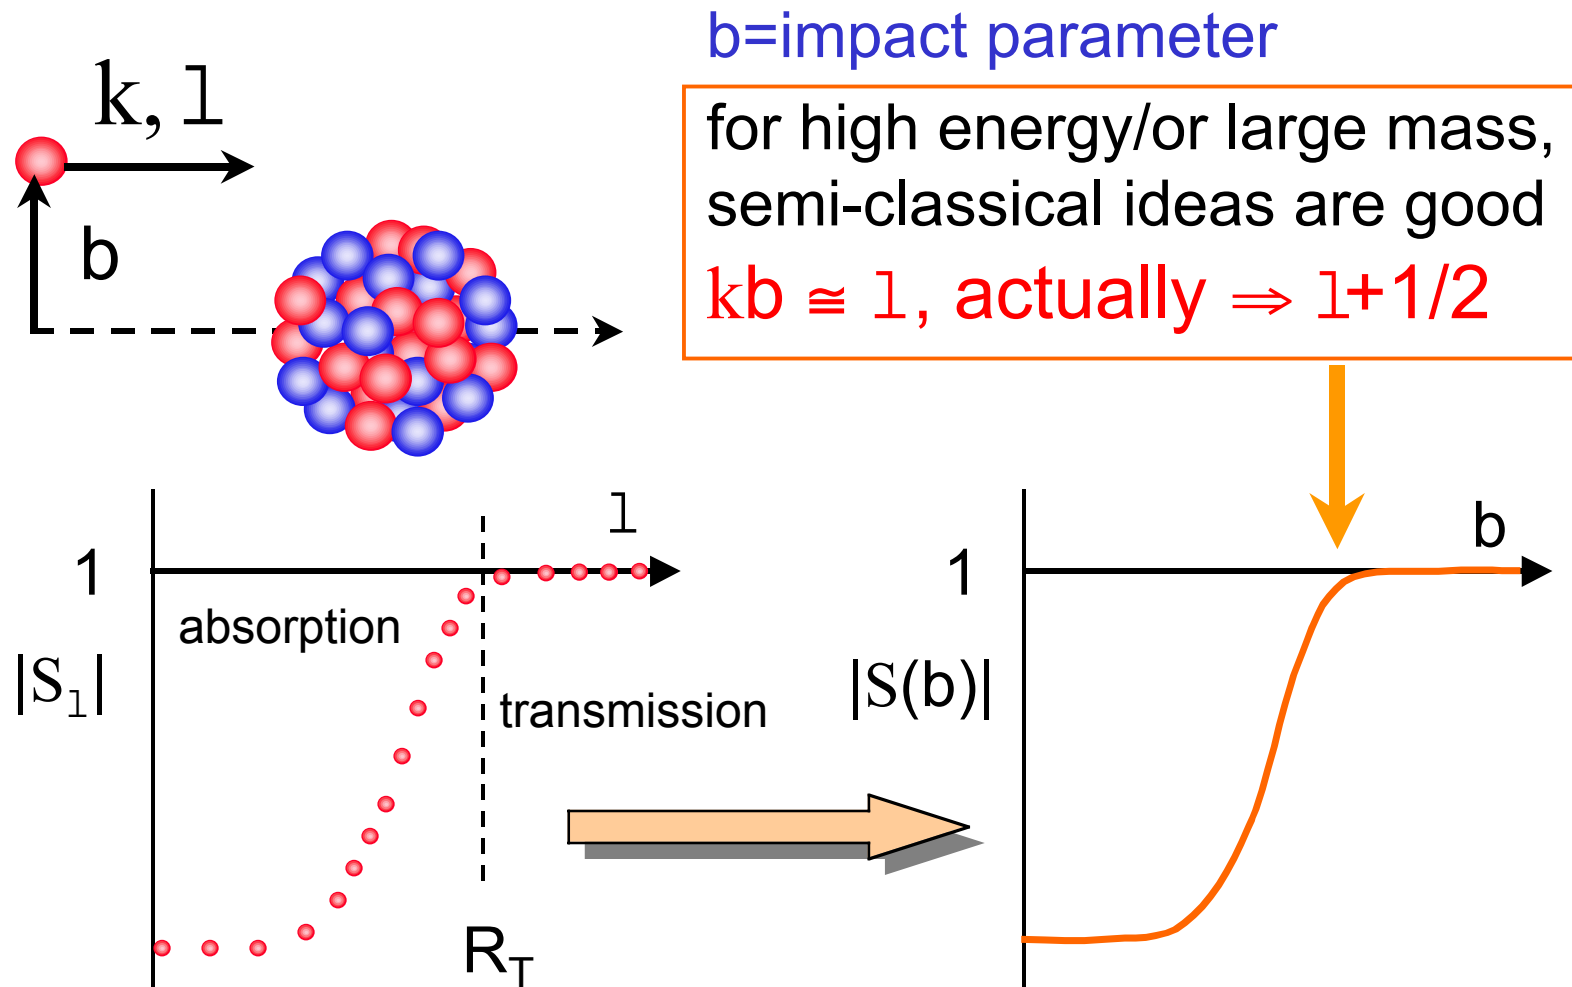 b=impact parameter
k, l
for high energy/or large mass,
semi-classical ideas are good
kb ≅ l, actually ⇒ l+1/2
b
l
1
absorption
|Sl|
transmission
RT
b
1
|S(b)|